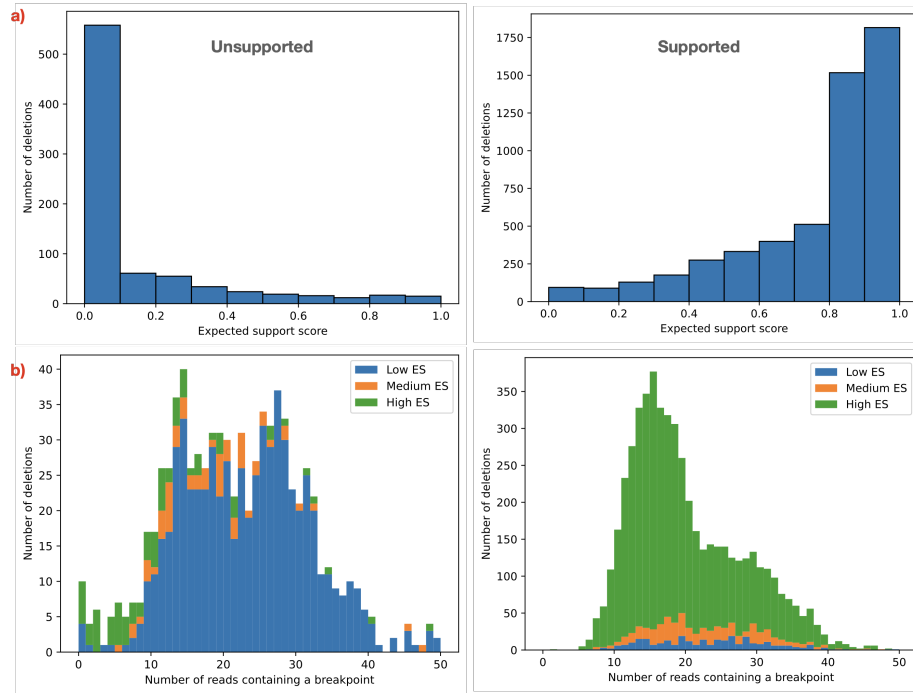 a)
Unsupported
Number of deletions
500
400
300
200
100
0
0.0 0.2 0.4 0.6 0.8 1.0
Expected support score
Supported
Number of deletions
1750
1500
1250
1000
750
500
250
0
0.0 0.2 0.4 0.6 0.8 1.0
Expected support score
b)
Low ES
Medium ES
High ES
Number of deletions
40
35
30
25
20
15
10
5
0
0 10 20 30 40 50
Number of reads containing a breakpoint
Low ES
Medium ES
High ES
Number of deletions
350
300
250
200
150
100
50
0
0 10 20 30 40 50
Number of reads containing a breakpoint